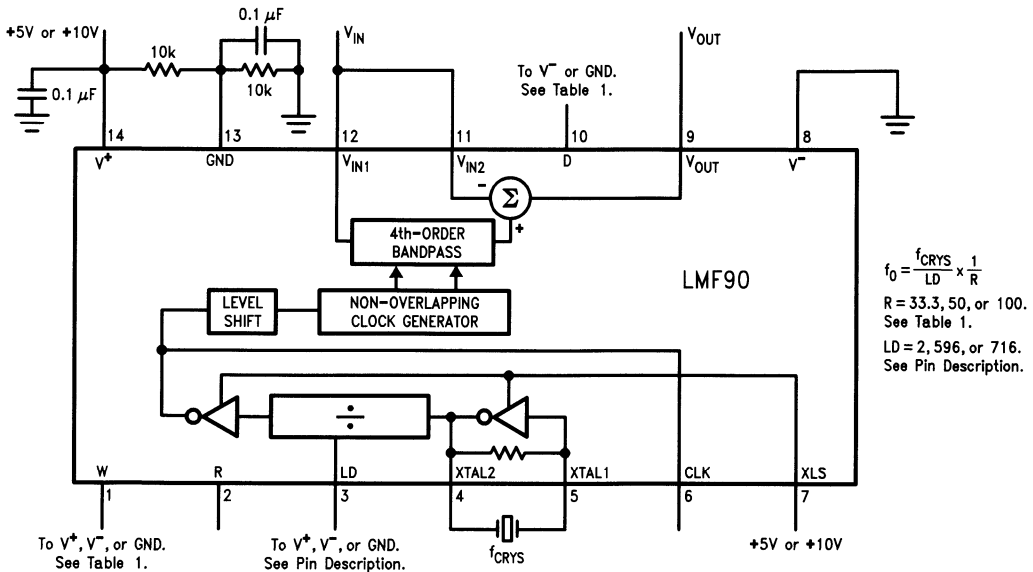 +5V or +10V
0.1 µF
10k
0.1 µF
10k
V_IN
To V⁻ or GND.
See Table 1.
V_OUT
14
13
12
11
10
9
8
V⁺
GND
V_IN1
V_IN2
D
V_OUT
V⁻
-
Σ
+
4th-ORDER
BANDPASS
LMF90
LEVEL
SHIFT
NON-OVERLAPPING
CLOCK GENERATOR
f₀ = f_CRYS / LD x 1 / R
R = 33.3, 50, or 100.
See Table 1.
LD = 2, 596, or 716.
See Pin Description.
÷
W
R
LD
XTAL2
XTAL1
CLK
XLS
1
2
3
4
5
6
7
To V⁺, V⁻, or GND.
See Table 1.
To V⁺, V⁻, or GND.
See Pin Description.
f_CRYS
+5V or +10V